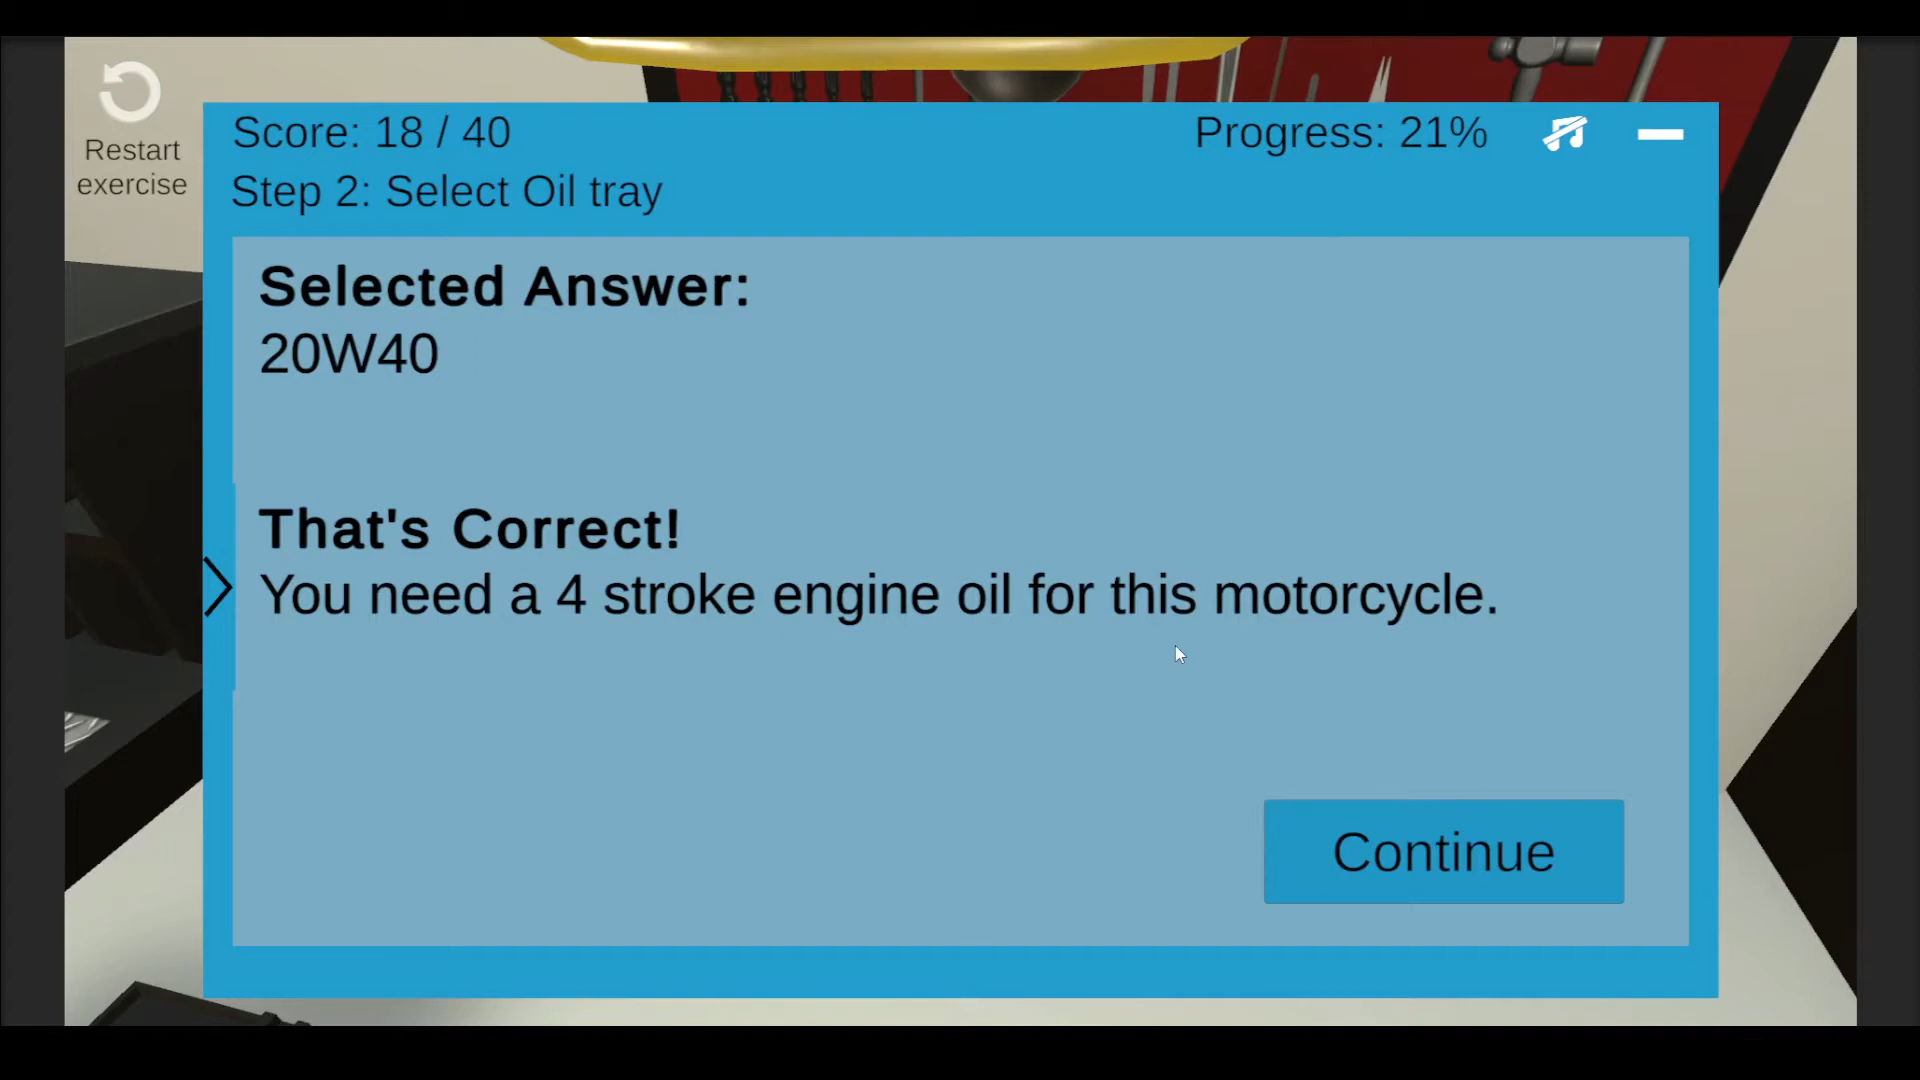 Restart
exercise
Score: 18 / 40
Progress: 21%
Step 2: Select Oil tray
Selected Answer:
20W40
That's Correct!
You need a 4 stroke engine oil for this motorcycle.
Continue